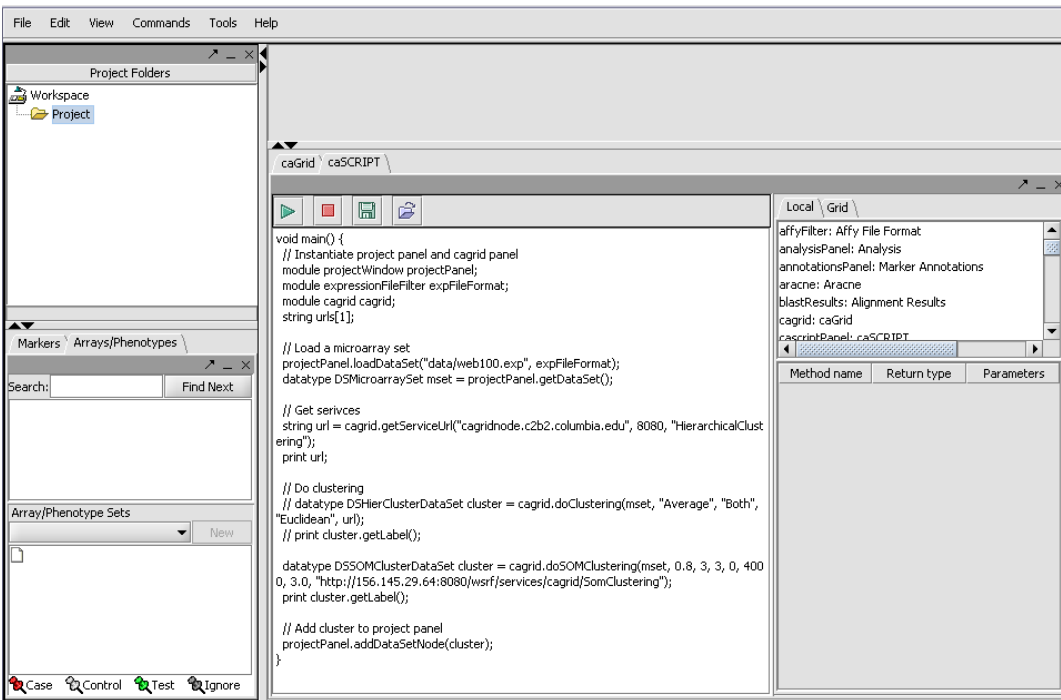 File Edit View Commands Tools Help
Project Folders
Workspace
Project
Markers Arrays/Phenotypes
Search: Find Next
Array/Phenotype Sets
New
Case Control Test Ignore
caGrid caSCRIPT
void main() {
// Instantiate project panel and cagrid panel
module projectWindow projectPanel;
module expressionFileFilter expFileFormat;
module cagrid cagrid;
string urls[1];
// Load a microarray set
projectPanel.loadDataSet("data/web100.exp", expFileFormat);
datatype DSMicroarraySet mset = projectPanel.getDataSet();
// Get serivces
string url = cagrid.getServiceUrl("cagridnode.c2b2.columbia.edu", 8080, "HierarchicalClust
ering");
print url;
// Do clustering
// datatype DSHierClusterDataSet cluster = cagrid.doClustering(mset, "Average", "Both",
"Euclidean", url);
// print cluster.getLabel();
datatype DSSOMClusterDataSet cluster = cagrid.doSOMClustering(mset, 0.8, 3, 3, 0, 400
0, 3.0, "http://156.145.29.64:8080/wsrf/services/cagrid/SomClustering");
print cluster.getLabel();
// Add cluster to project panel
projectPanel.addDataSetNode(cluster);
}
Local Grid
affyFilter: Affy File Format
analysisPanel: Analysis
annotationsPanel: Marker Annotations
aracne: Aracne
blastResults: Alignment Results
cagrid: caGrid
cascriptPanel: caSCRIPT
Method name Return type Parameters